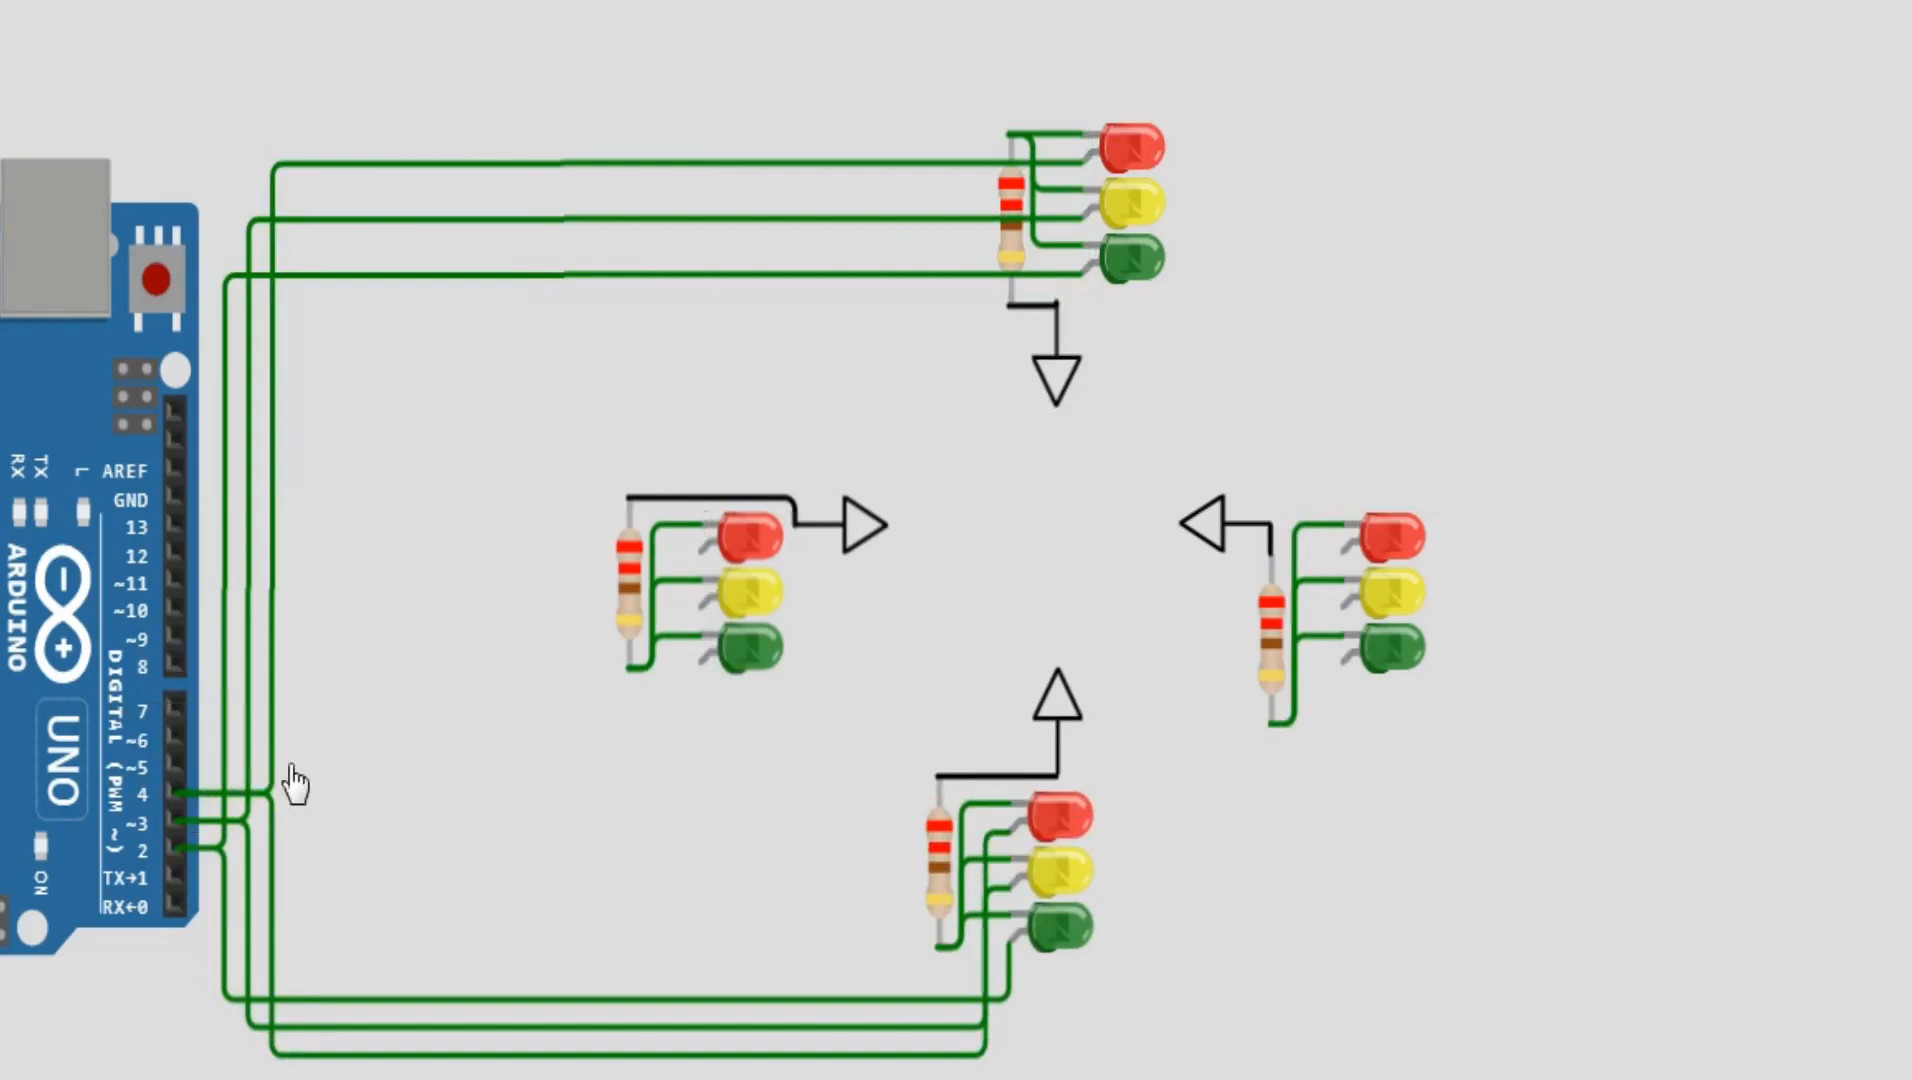 RX
TX
L
AREF
GND
13
12
~11
~10
~9
8
7
~6
~5
4
~3
2
TX→1
RX←0
DIGITAL (PWM ~)
ARDUINO
UNO
ON